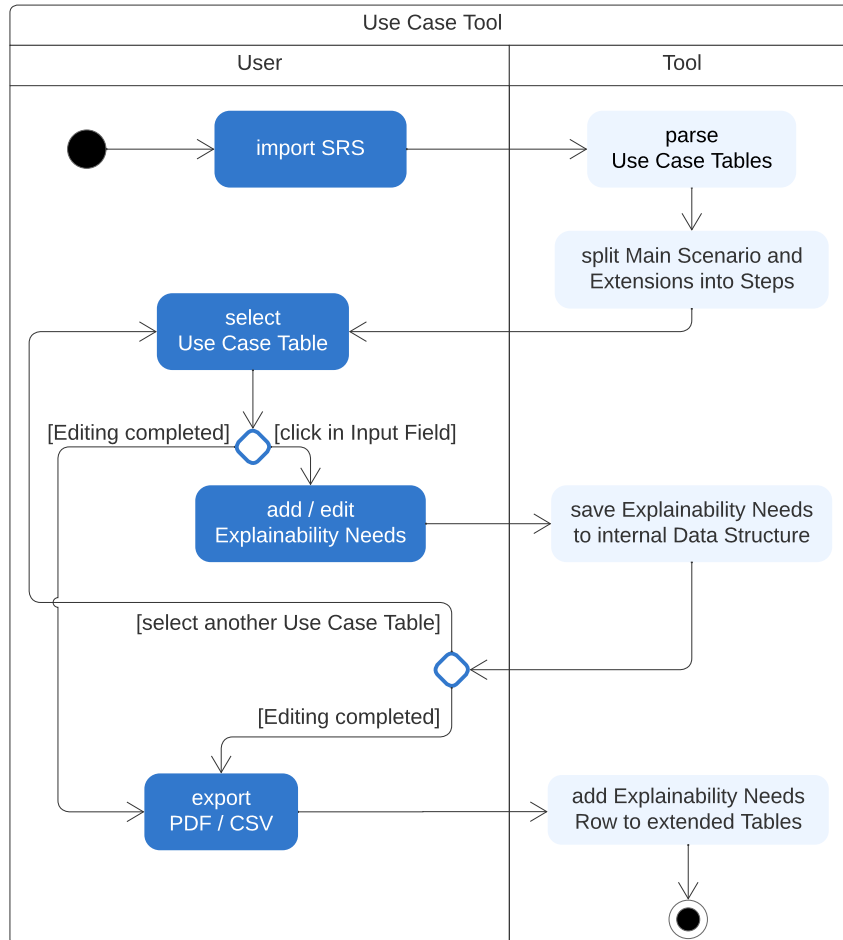 Use Case Tool
User
Tool
import SRS
parse
Use Case Tables
split Main Scenario and
Extensions into Steps
select
Use Case Table
[Editing completed]
[click in Input Field]
add / edit
Explainability Needs
save Explainability Needs
to internal Data Structure
[select another Use Case Table]
[Editing completed]
export
PDF / CSV
add Explainability Needs
Row to extended Tables